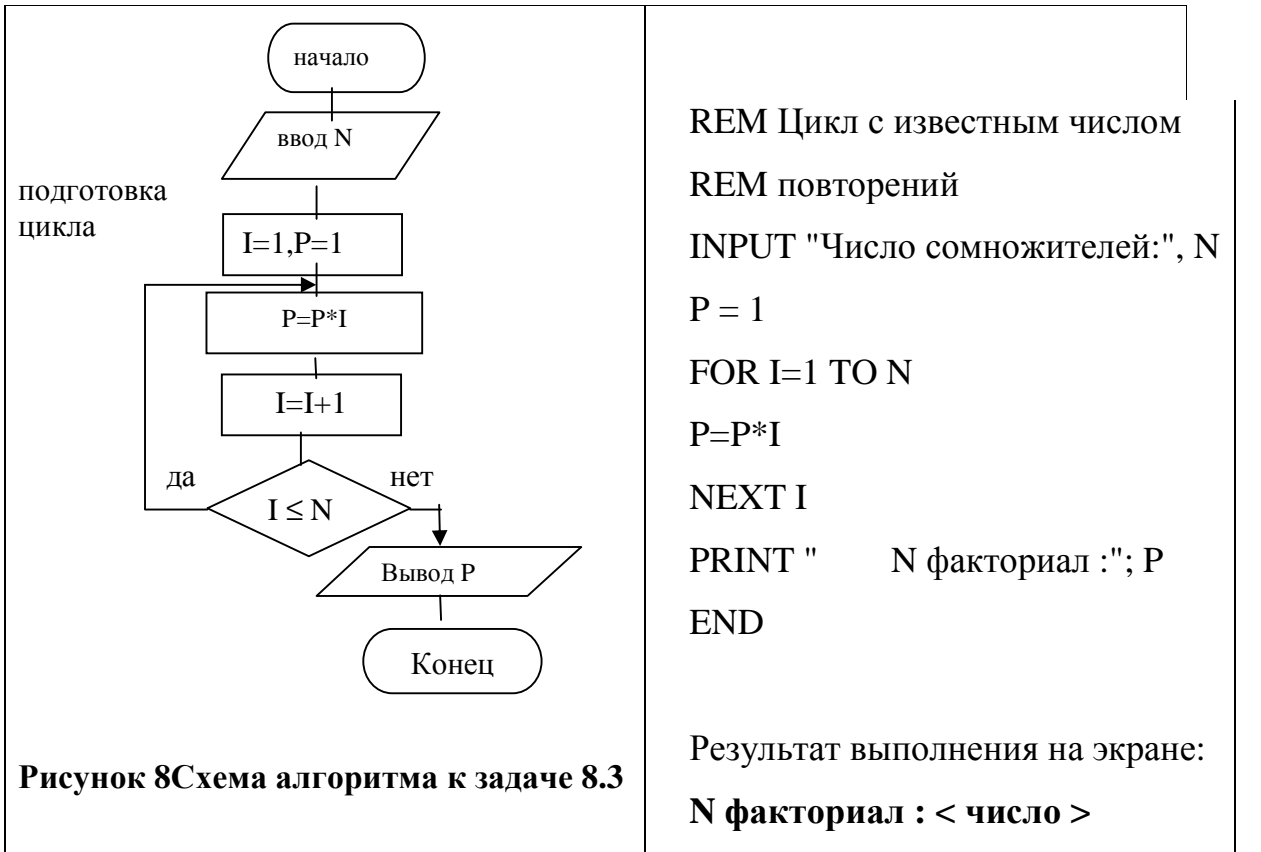 начало
ввод N
подготовка
цикла
I=1,P=1
P=P*I
I=I+1
да
нет
I ≤ N
Вывод P
Конец
Рисунок 8Схема алгоритма к задаче 8.3
REM Цикл с известным числом
REM повторений
INPUT "Число сомножителей:", N
P = 1
FOR I=1 TO N
P=P*I
NEXT I
PRINT " N факториал :"; P
END
Результат выполнения на экране:
N факториал : < число >